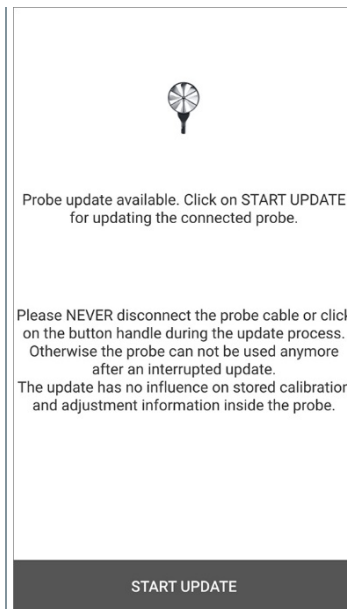 Probe update available. Click on START UPDATE
for updating the connected probe.
Please NEVER disconnect the probe cable or click
on the button handle during the update process.
Otherwise the probe can not be used anymore
after an interrupted update.
The update has no influence on stored calibration
and adjustment information inside the probe.
START UPDATE